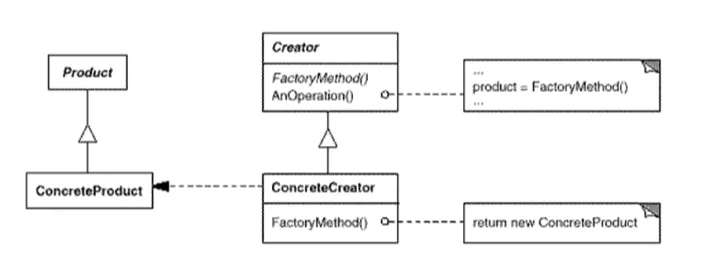 Creator
Product
FactoryMethod()
AnOperation()
...
product = FactoryMethod()
...
ConcreteProduct
ConcreteCreator
FactoryMethod()
return new ConcreteProduct